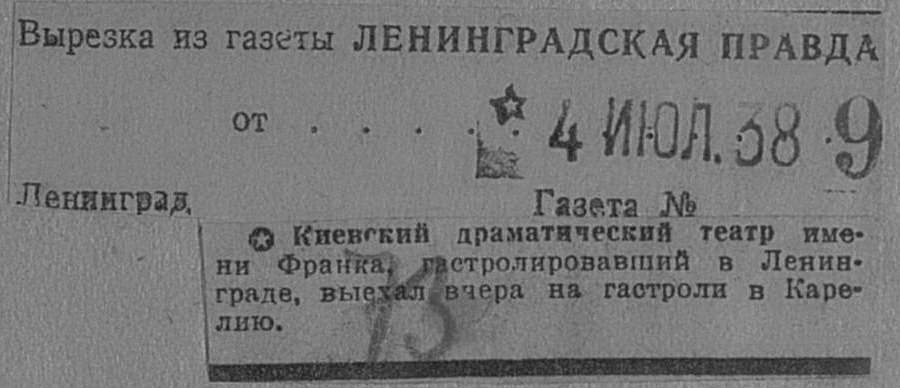 Вырезка из газеты ЛЕНИНГРАДСКАЯ ПРАВДА
от . . . . . 4 ИЮЛ. 38 . 9
Ленинград, Газета №
Киевский драматический театр име-
ни Франка, гастролировавший в Ленин-
граде, выехал вчера на гастроли в Каре-
лию.
73